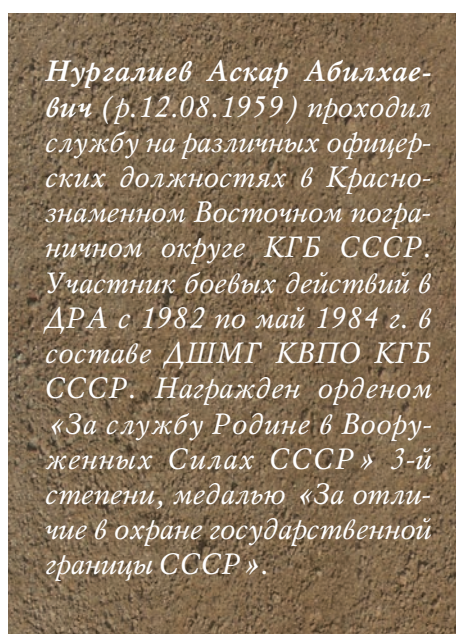 Нургалиев Аскар Абилхае-
вич (р.12.08.1959) проходил
службу на различных офицер-
ских должностях в Красно-
знаменном Восточном погра-
ничном округе КГБ СССР.
Участник боевых действий в
ДРА с 1982 по май 1984 г. в
составе ДШМГ КВПО КГБ
СССР. Награжден орденом
«За службу Родине в Воору-
женных Силах СССР» 3-й
степени, медалью «За отли-
чие в охране государственной
границы СССР».